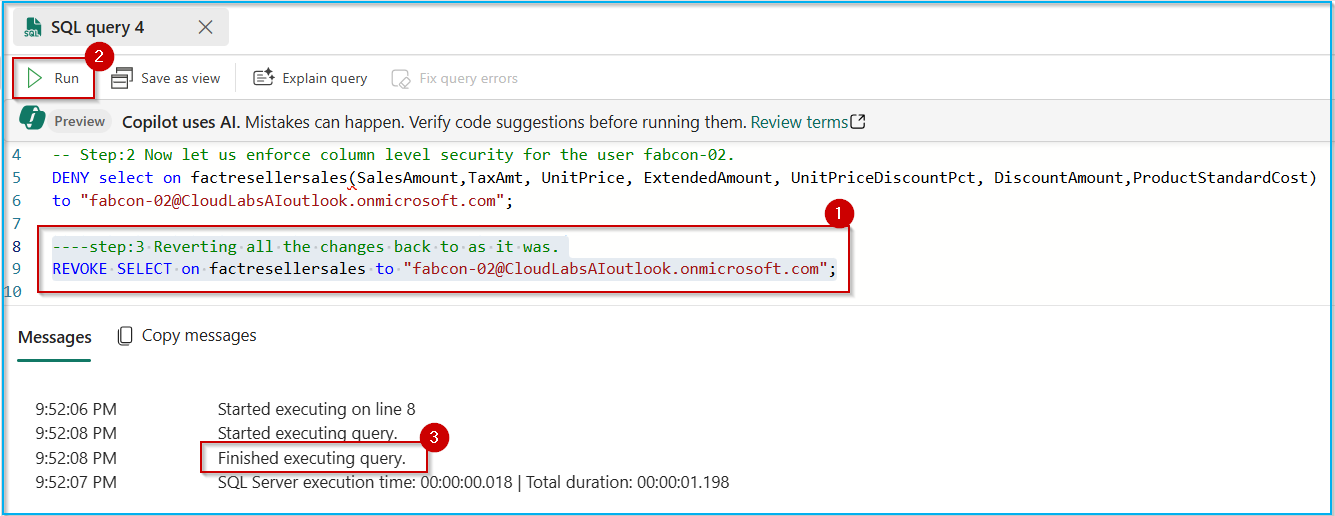 SQL query 4
2
Run Save as view Explain query Fix query errors
Preview Copilot uses AI. Mistakes can happen. Verify code suggestions before running them. Review terms
4 -- Step:2 Now let us enforce column level security for the user fabcon-02.
5 DENY select on factresellersales(SalesAmount,TaxAmt, UnitPrice, ExtendedAmount, UnitPriceDiscountPct, DiscountAmount,ProductStandardCost)
6 to "fabcon-02@CloudLabsAIoutlook.onmicrosoft.com";
7
1
8 ----step:3 Reverting all the changes back to as it was.
9 REVOKE SELECT on factresellersales to "fabcon-02@CloudLabsAIoutlook.onmicrosoft.com";
10
Messages Copy messages
9:52:06 PM Started executing on line 8
9:52:08 PM Started executing query.
3
9:52:08 PM Finished executing query.
9:52:07 PM SQL Server execution time: 00:00:00.018 | Total duration: 00:00:01.198